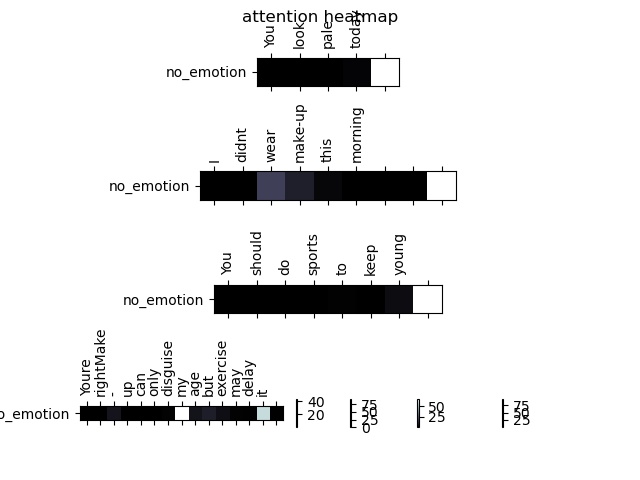 attention heatmap
You look pale today
no_emotion
I didnt wear make-up this morning
no_emotion
You should do sports to keep young
no_emotion
Youre rightMake - up can only disguise my age but exercise may delay it
o_emotion
40
20
75
50
25
0
50
25
75
50
25